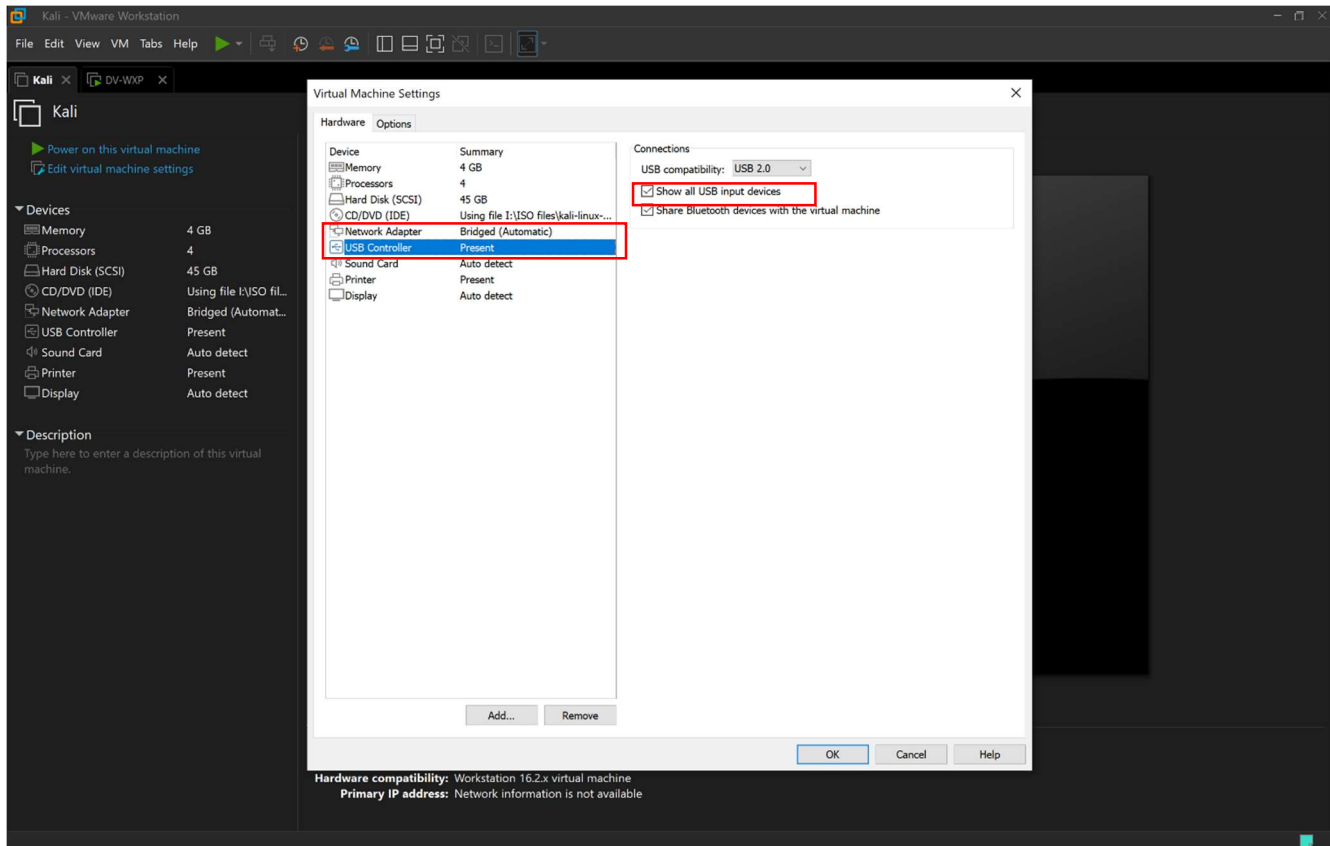 Kali - VMware Workstation
File Edit View VM Tabs Help
Kali DV-WXP
Kali
Power on this virtual machine
Edit virtual machine settings
Devices
Memory 4 GB
Processors 4
Hard Disk (SCSI) 45 GB
CD/DVD (IDE) Using file I:\ISO fil...
Network Adapter Bridged (Automat...
USB Controller Present
Sound Card Auto detect
Printer Present
Display Auto detect
Description
Type here to enter a description of this virtual
machine.
Virtual Machine Settings
Hardware Options
Device Summary
Memory 4 GB
Processors 4
Hard Disk (SCSI) 45 GB
CD/DVD (IDE) Using file I:\ISO files\kali-linux-...
Network Adapter Bridged (Automatic)
USB Controller Present
Sound Card Auto detect
Printer Present
Display Auto detect
Add... Remove
Connections
USB compatibility: USB 2.0
Show all USB input devices
Share Bluetooth devices with the virtual machine
OK Cancel Help
Hardware compatibility: Workstation 16.2.x virtual machine
Primary IP address: Network information is not available